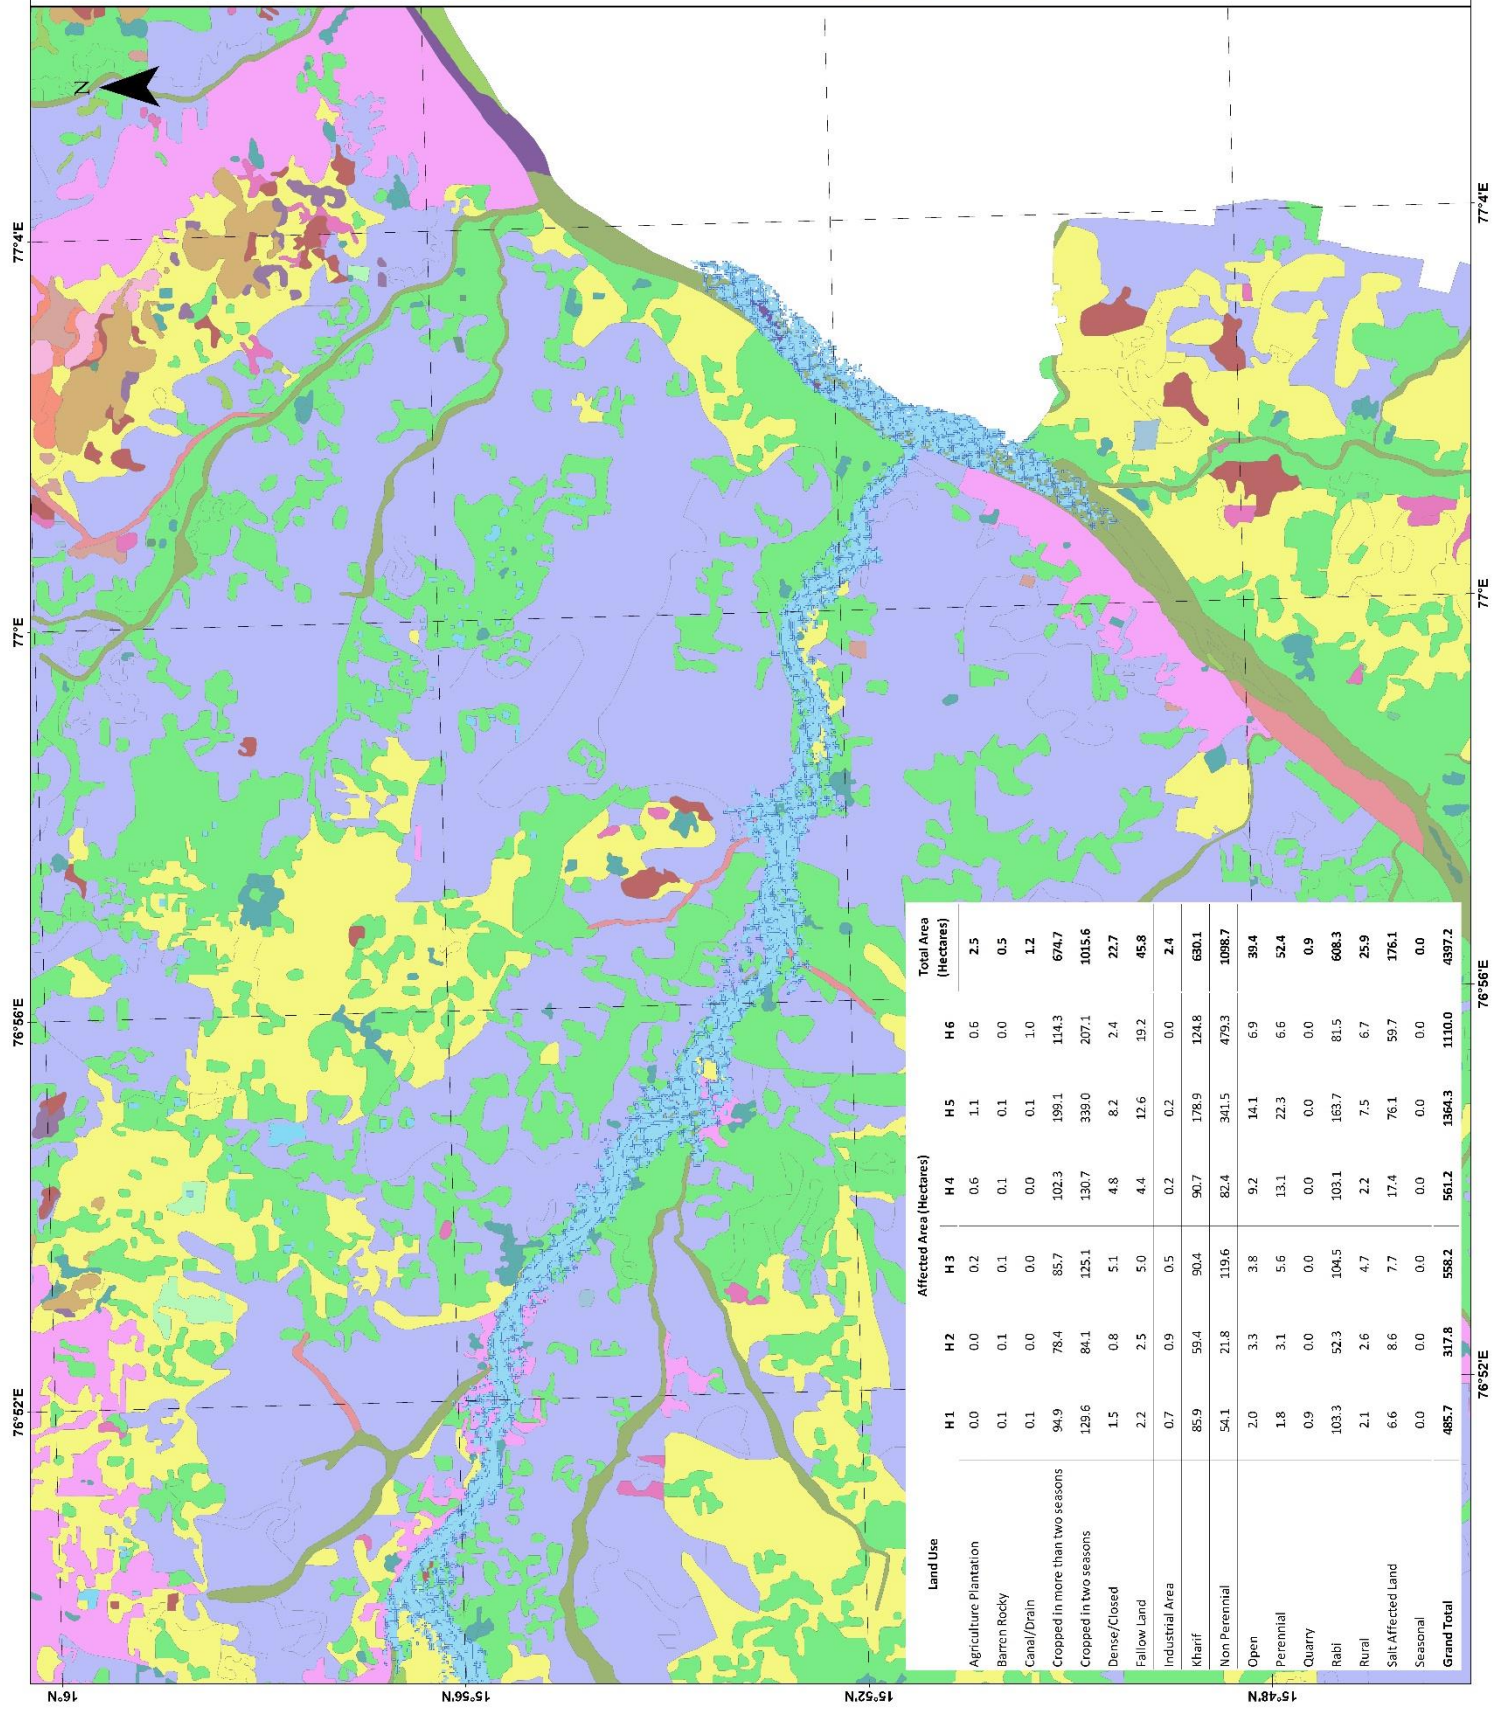 76°52'E 76°56'E 77°E 77°4'E
N
16°N
15°56'N
15°52'N
15°48'N
Land Use Affected Area (Hectares) Total Area (Hectares)
H1 H2 H3 H4 H5 H6
Agriculture Plantation 0.0 0.0 0.2 0.6 1.1 0.6 2.5
Barren Rocky 0.1 0.1 0.1 0.1 0.1 0.0 0.5
Canal/Drain 0.1 0.0 0.0 0.0 0.1 1.0 1.2
Cropped in more than two seasons 94.9 78.4 85.7 102.3 199.1 114.3 674.7
Cropped in two seasons 129.6 84.1 125.1 130.7 339.0 207.1 1015.6
Dense/Closed 1.5 0.8 5.1 4.8 8.2 2.4 22.7
Fallow Land 2.2 2.5 5.0 4.4 12.6 19.2 45.8
Industrial Area 0.7 0.9 0.5 0.2 0.2 0.0 2.4
Kharif 85.9 59.4 90.4 90.7 178.9 124.8 630.1
Non Perennial 54.1 21.8 119.6 82.4 341.5 479.3 1098.7
Open 2.0 3.3 3.8 9.2 14.1 6.9 39.4
Perennial 1.8 3.1 5.6 13.1 22.3 6.6 52.4
Quarry 0.9 0.0 0.0 0.0 0.0 0.0 0.9
Rabi 103.3 52.3 104.5 103.1 163.7 81.5 608.3
Rural 2.1 2.6 4.7 2.2 7.5 6.7 25.9
Salt Affected Land 6.6 8.6 7.7 17.4 76.1 59.7 176.1
Seasonal 0.0 0.0 0.0 0.0 0.0 0.0 0.0
Grand Total 485.7 317.8 558.2 561.2 1364.3 1110.0 4397.2
76°52'E 76°56'E 77°E 77°4'E